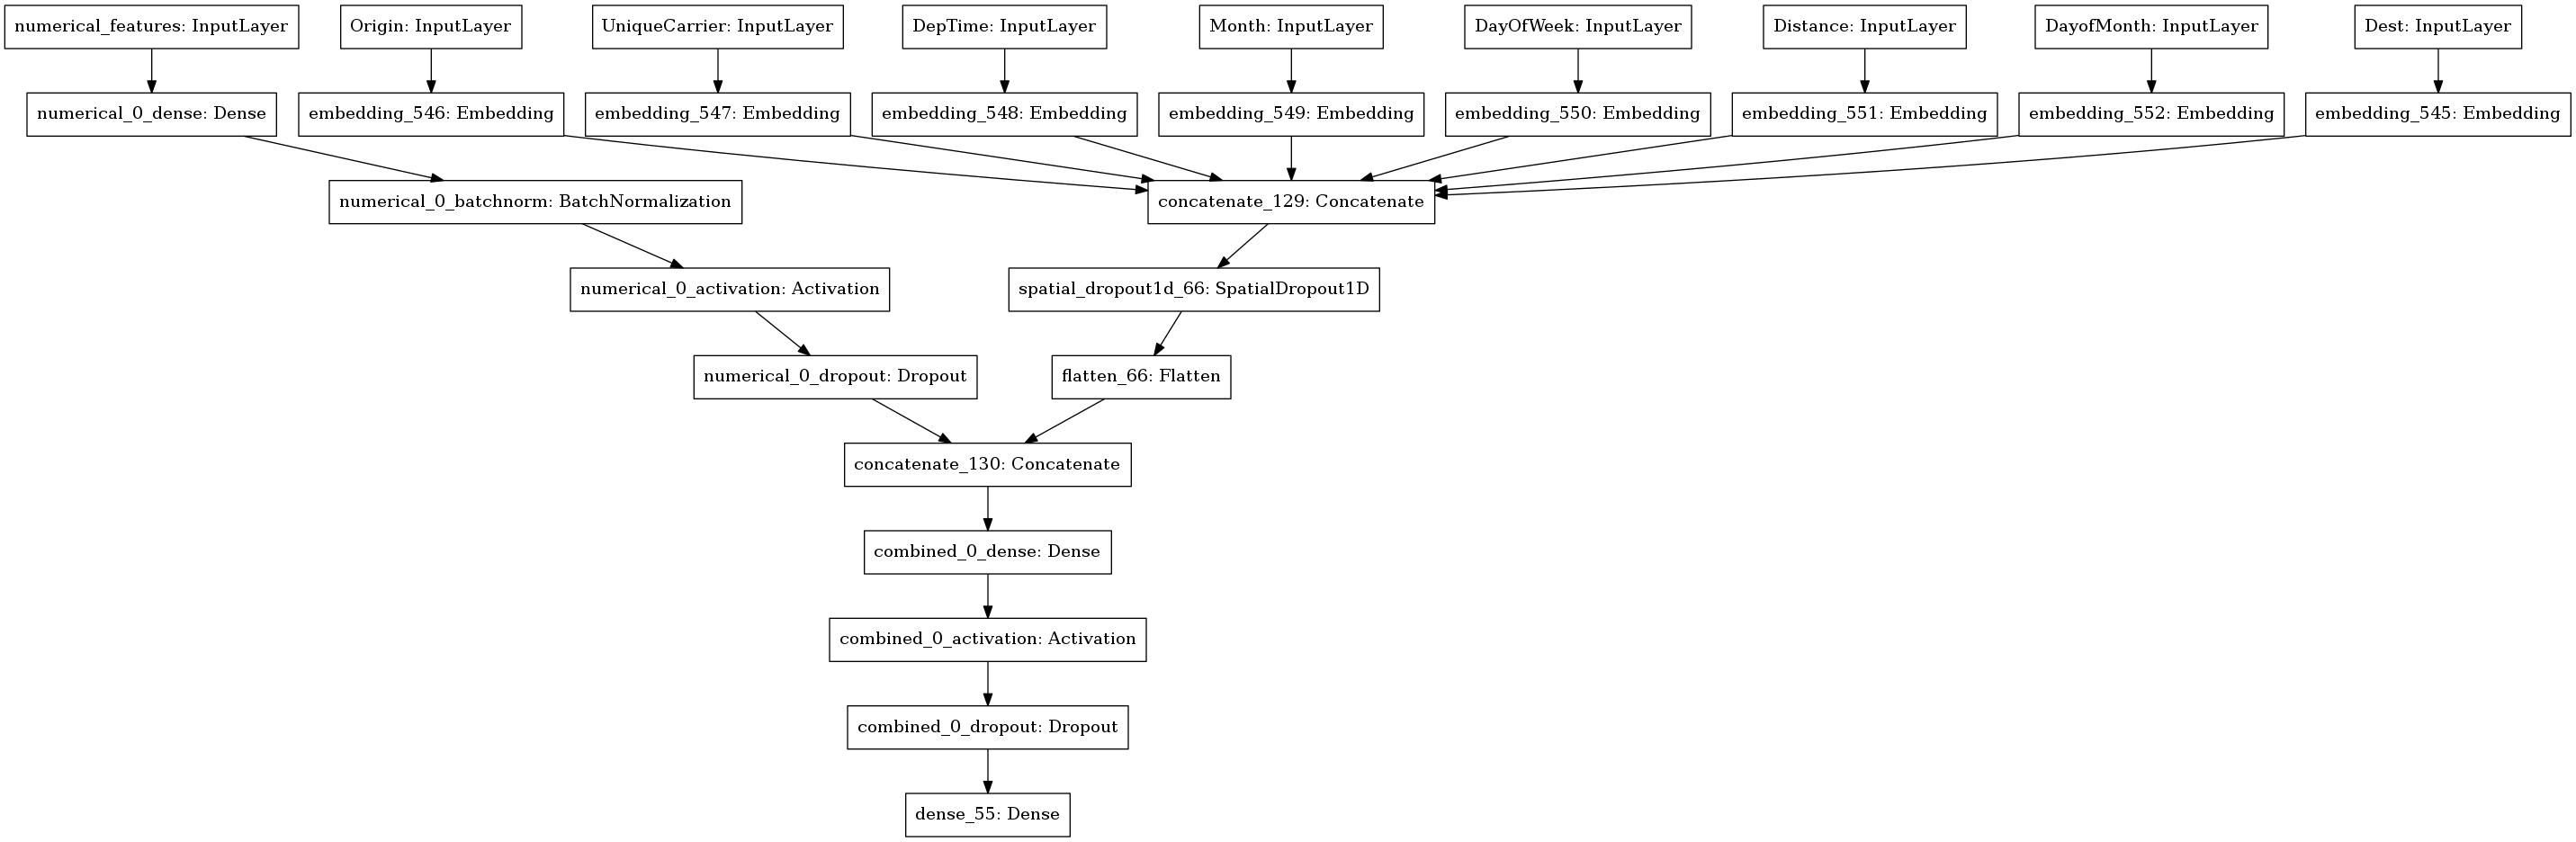 numerical_features: InputLayer
Origin: InputLayer
UniqueCarrier: InputLayer
DepTime: InputLayer
Month: InputLayer
DayOfWeek: InputLayer
Distance: InputLayer
DayofMonth: InputLayer
Dest: InputLayer
numerical_0_dense: Dense
embedding_546: Embedding
embedding_547: Embedding
embedding_548: Embedding
embedding_549: Embedding
embedding_550: Embedding
embedding_551: Embedding
embedding_552: Embedding
embedding_545: Embedding
numerical_0_batchnorm: BatchNormalization
concatenate_129: Concatenate
numerical_0_activation: Activation
spatial_dropout1d_66: SpatialDropout1D
numerical_0_dropout: Dropout
flatten_66: Flatten
concatenate_130: Concatenate
combined_0_dense: Dense
combined_0_activation: Activation
combined_0_dropout: Dropout
dense_55: Dense